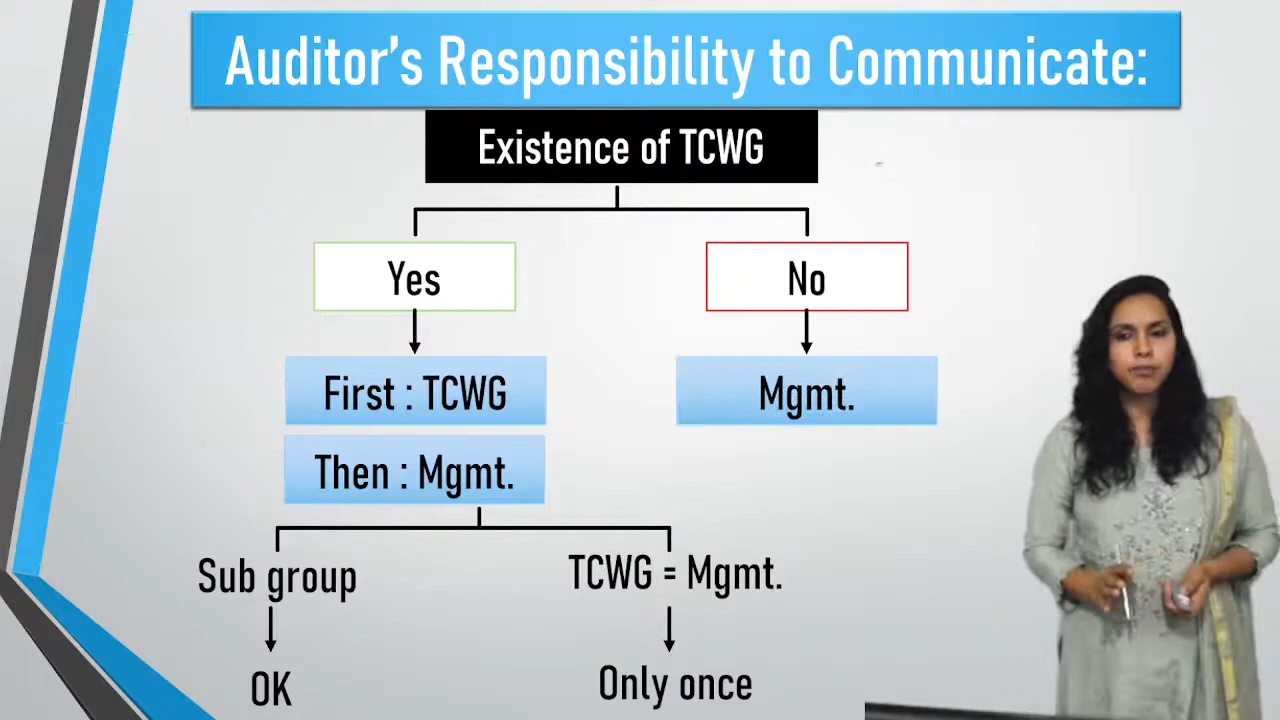 Auditor's Responsibility to Communicate:
Existence of TCWG
Yes
No
First : TCWG
Mgmt.
Then : Mgmt.
Sub group
TCWG = Mgmt.
OK
Only once